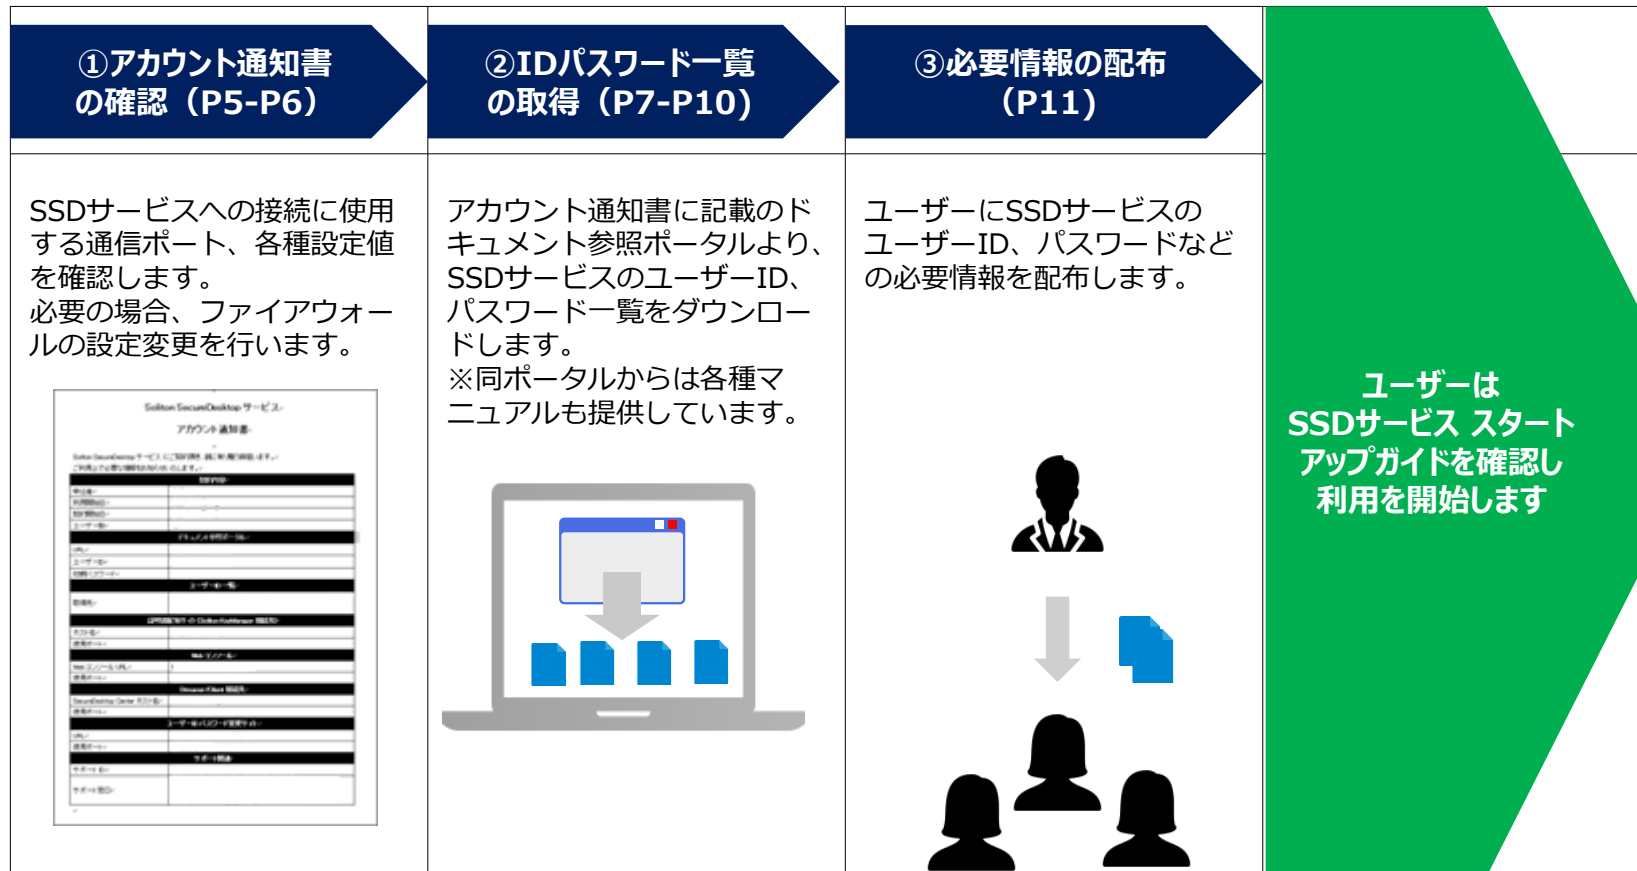 ①アカウント通知書
の確認（P5-P6）
②IDパスワード一覧
の取得（P7-P10)
③必要情報の配布
（P11)
SSDサービスへの接続に使用
する通信ポート、各種設定値
を確認します。
必要の場合、ファイアウォー
ルの設定変更を行います。
Soliton SecureDesktop サービス
アカウント通知書
アカウント通知書に記載のド
キュメント参照ポータルより、
SSDサービスのユーザーID、
パスワード一覧をダウンロー
ドします。
※同ポータルからは各種マ
ニュアルも提供しています。
ユーザーにSSDサービスの
ユーザーID、パスワードなど
の必要情報を配布します。
ユーザーは
SSDサービス スタート
アップガイドを確認し
利用を開始します